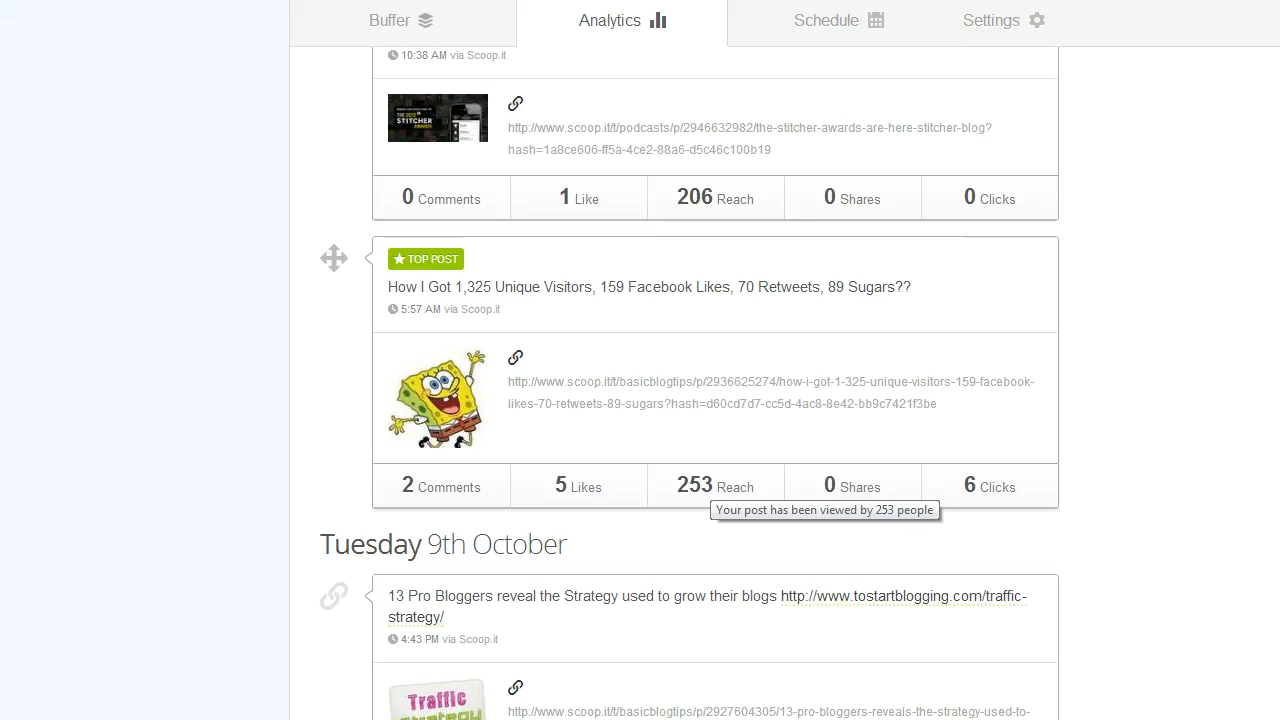 Buffer
Analytics
Schedule
Settings
10:38 AM via Scoop.it
THE 2012
STITCHER
AWARDS
http://www.scoop.it/t/podcasts/p/2946632982/the-stitcher-awards-are-here-stitcher-blog?
hash=1a8ce606-ff5a-4ce2-88a6-d5c46c100b19
0 Comments
1 Like
206 Reach
0 Shares
0 Clicks
TOP POST
How I Got 1,325 Unique Visitors, 159 Facebook Likes, 70 Retweets, 89 Sugars??
5:57 AM via Scoop.it
http://www.scoop.it/t/basicblogtips/p/2936625274/how-i-got-1-325-unique-visitors-159-facebook-
likes-70-retweets-89-sugars?hash=d60cd7d7-cc5d-4ac8-8e42-bb9c7421f3be
2 Comments
5 Likes
253 Reach
0 Shares
6 Clicks
Your post has been viewed by 253 people
Tuesday 9th October
13 Pro Bloggers reveal the Strategy used to grow their blogs http://www.tostartblogging.com/traffic-
strategy/
4:43 PM via Scoop.it
Traffic
Strategy
http://www.scoop.it/t/basicblogtips/p/2927604305/13-pro-bloggers-reveals-the-strategy-used-to-